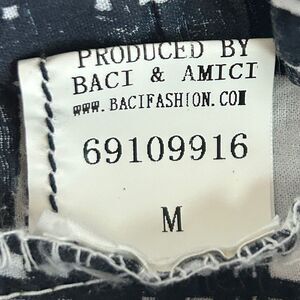 PRODUCED BY
BACI & AMICI
www.BACIFASHION.COM
69109916
M